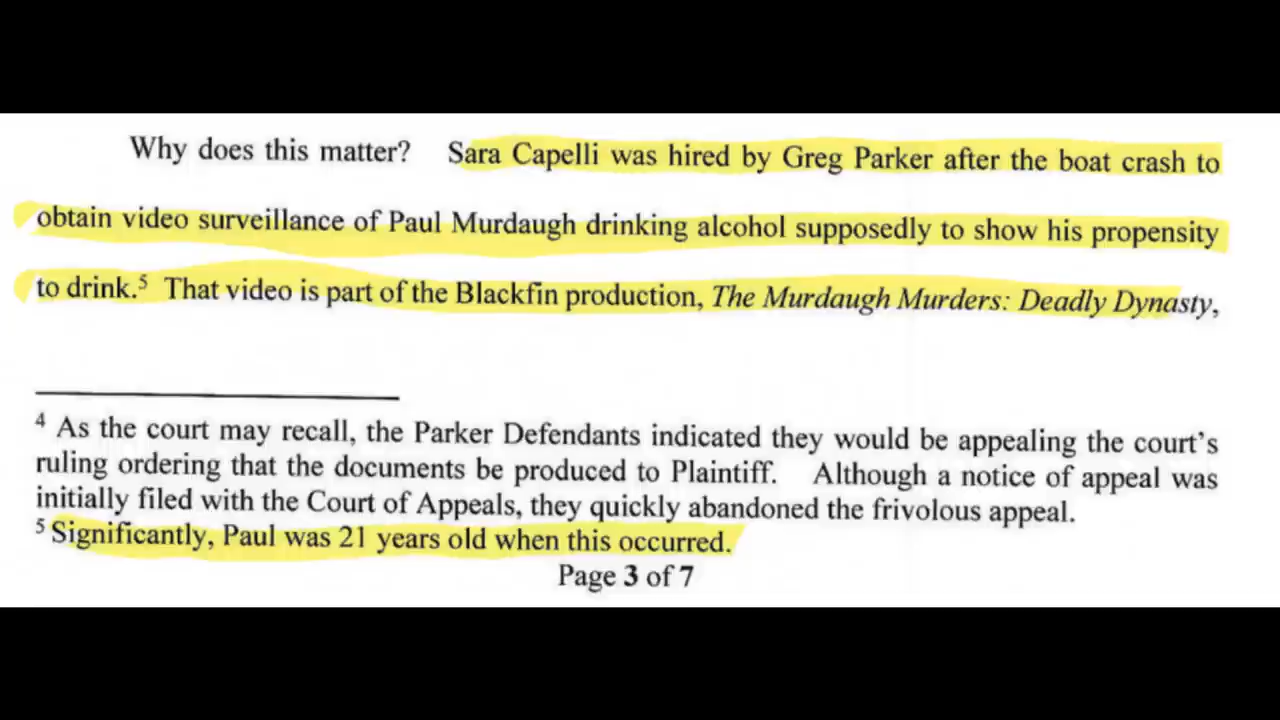 Why does this matter? Sara Capelli was hired by Greg Parker after the boat crash to
obtain video surveillance of Paul Murdaugh drinking alcohol supposedly to show his propensity
to drink.⁵ That video is part of the Blackfin production, The Murdaugh Murders: Deadly Dynasty,
⁴ As the court may recall, the Parker Defendants indicated they would be appealing the court's
ruling ordering that the documents be produced to Plaintiff. Although a notice of appeal was
initially filed with the Court of Appeals, they quickly abandoned the frivolous appeal.
⁵ Significantly, Paul was 21 years old when this occurred.
Page 3 of 7